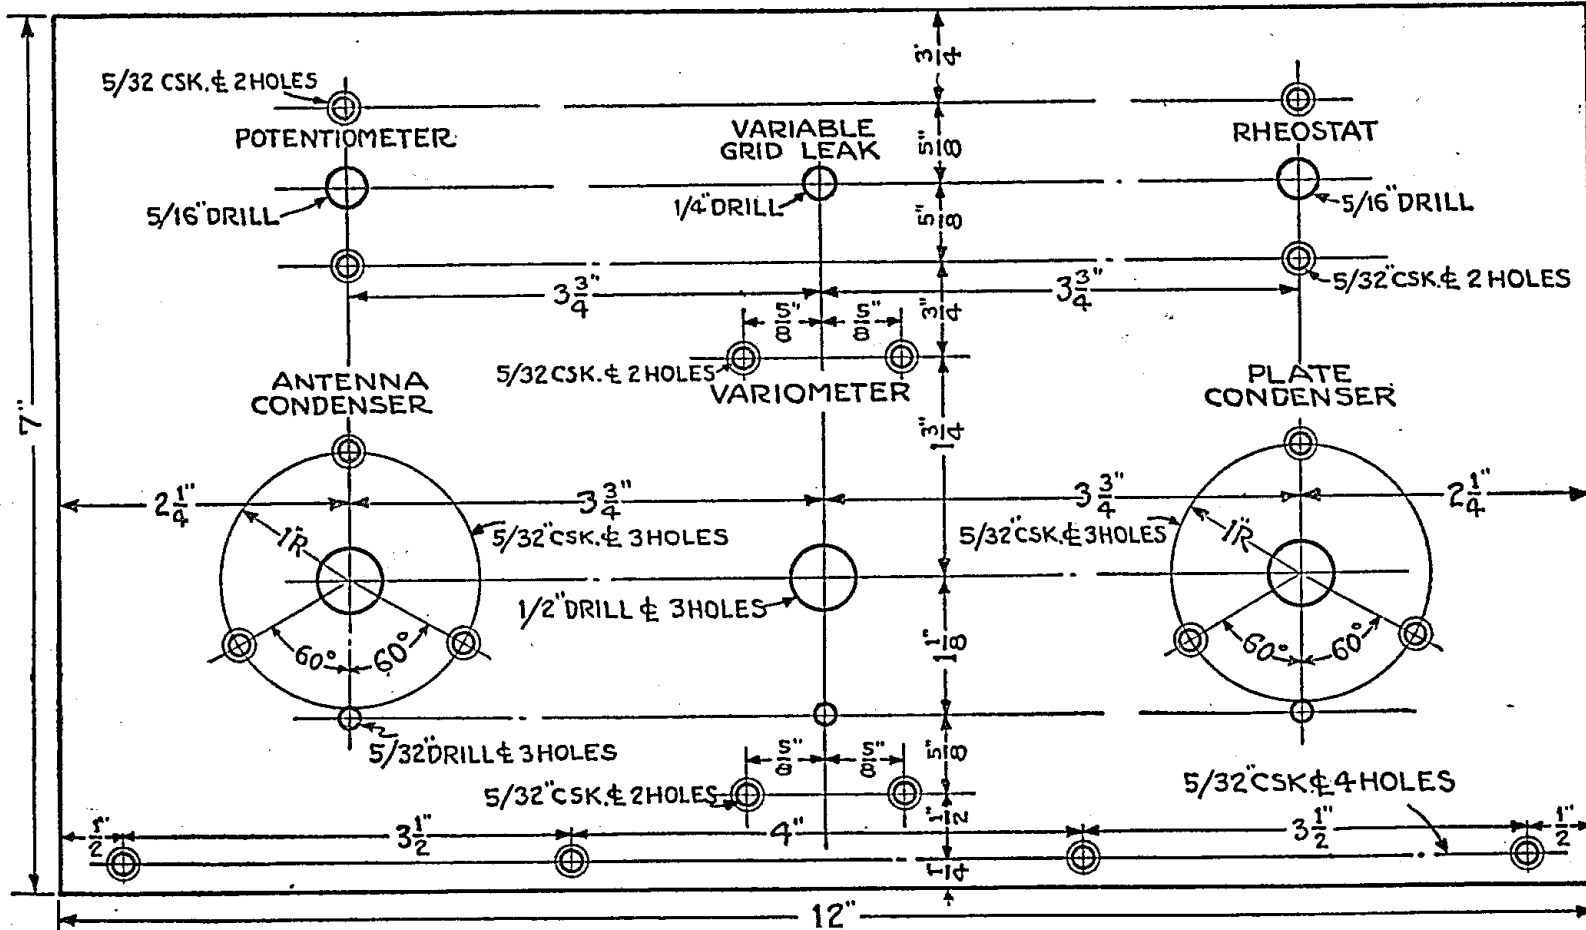 3/4"
5/32 CSK. ℄ 2 HOLES
POTENTIOMETER
VARIABLE
GRID LEAK
5/8"
RHEOSTAT
5/16" DRILL
1/4" DRILL
5/8"
5/16" DRILL
5/32" CSK. ℄ 2 HOLES
3 3/4"
3 3/4"
3/4"
5/8"
5/8"
5/32 CSK. ℄ 2 HOLES
ANTENNA
CONDENSER
VARIOMETER
PLATE
CONDENSER
7"
1 3/4"
2 1/4"
3 3/4"
3 3/4"
2 1/4"
1"R
5/32" CSK. ℄ 3 HOLES
5/32" CSK. ℄ 3 HOLES
1"R
1/2" DRILL ℄ 3 HOLES
60°
60°
1 1/8"
60°
60°
5/32" DRILL ℄ 3 HOLES
5/8"
5/8"
5/8"
5/32" CSK. ℄ 2 HOLES
5/32" CSK. ℄ 4 HOLES
1/2"
3 1/2"
4"
1/2"
3 1/2"
1/2"
1/4
12"